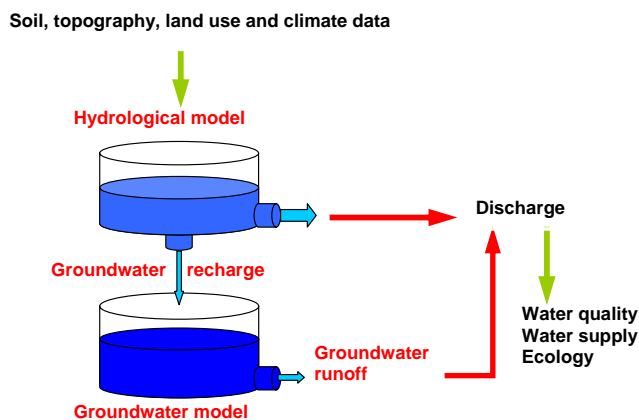 Soil, topography, land use and climate data
Hydrological model
Discharge
Groundwater recharge
Water quality
Water supply
Ecology
Groundwater
runoff
Groundwater model